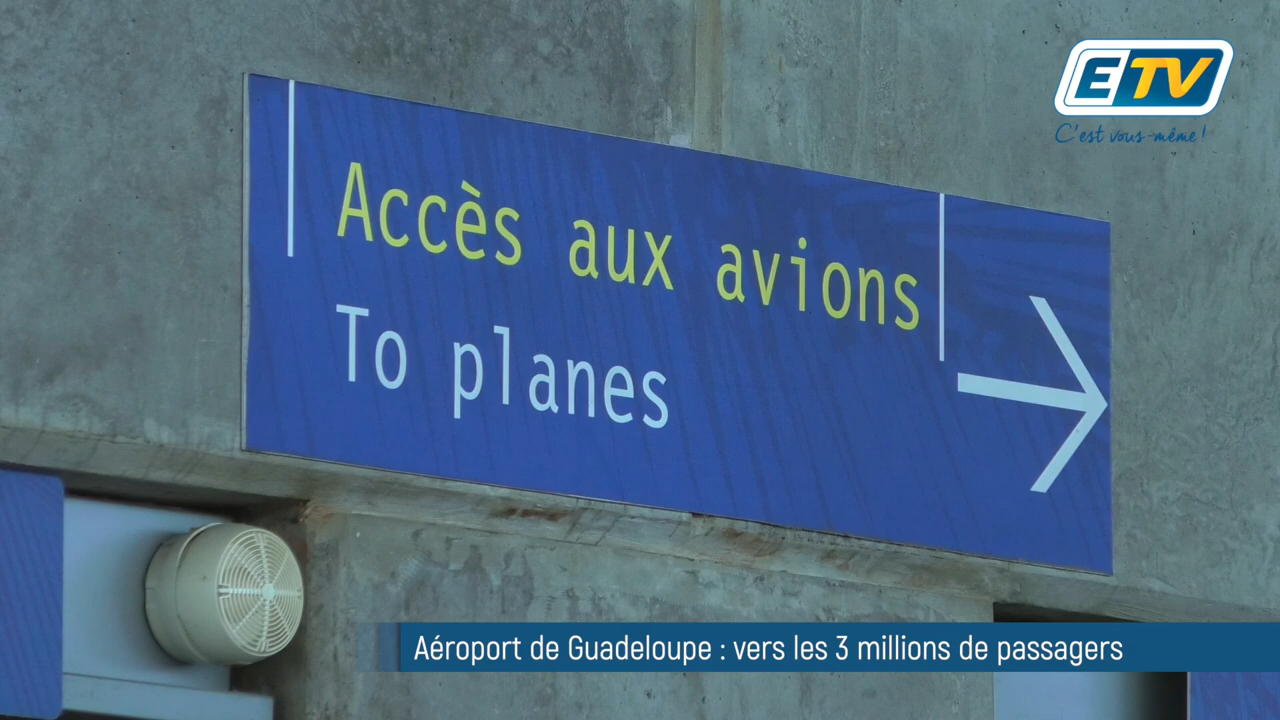 ETV
C'est vous-même !
Accès aux avions
To planes
Aéroport de Guadeloupe : vers les 3 millions de passagers